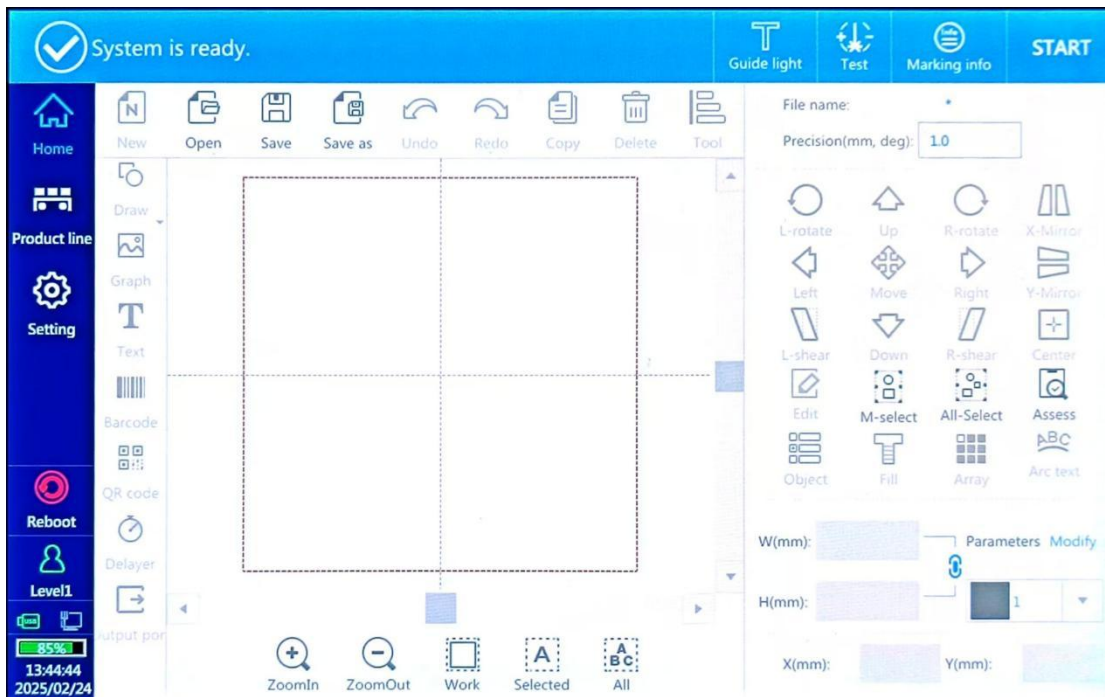 System is ready.
Guide light
Test
Marking info
START
Home
Product line
Setting
Reboot
Level1
usb
85%
13:44:44
2025/02/24
N
New
Open
Save
Save as
Undo
Redo
Copy
Delete
Tool
Draw
Graph
T
Text
Barcode
QR code
Delayer
utput por
ZoomIn
ZoomOut
Work
A
Selected
A
B C
All
File name: *
Precision(mm, deg): 1.0
L-rotate
Up
R-rotate
X-Mirror
Left
Move
Right
Y-Mirror
L-shear
Down
R-shear
Center
Edit
M-select
All-Select
Assess
Object
Fill
Array
ABC
Arc text
W(mm):
Parameters Modify
H(mm):
1
X(mm):
Y(mm):